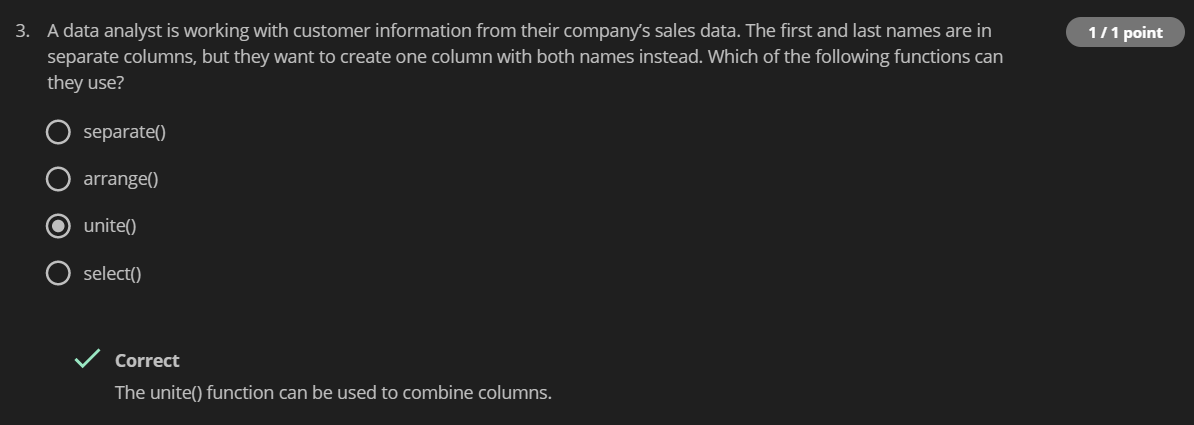 3. A data analyst is working with customer information from their company’s sales data. The first and last names are in
1 / 1 point
separate columns, but they want to create one column with both names instead. Which of the following functions can
they use?
separate()
arrange()
unite()
select()
Correct
The unite() function can be used to combine columns.